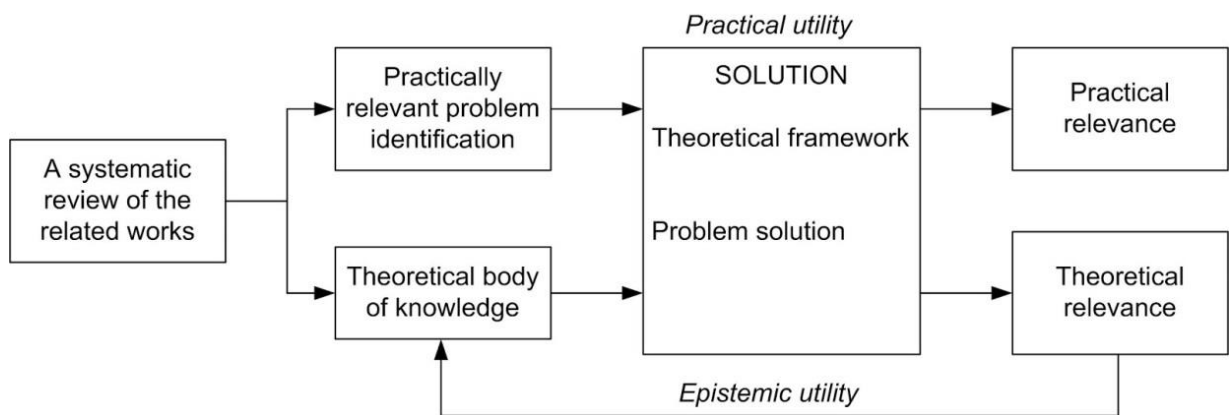 Practical utility
A systematic
review of the
related works
Practically
relevant problem
identification
Theoretical body
of knowledge
SOLUTION
Theoretical framework
Problem solution
Practical
relevance
Theoretical
relevance
Epistemic utility